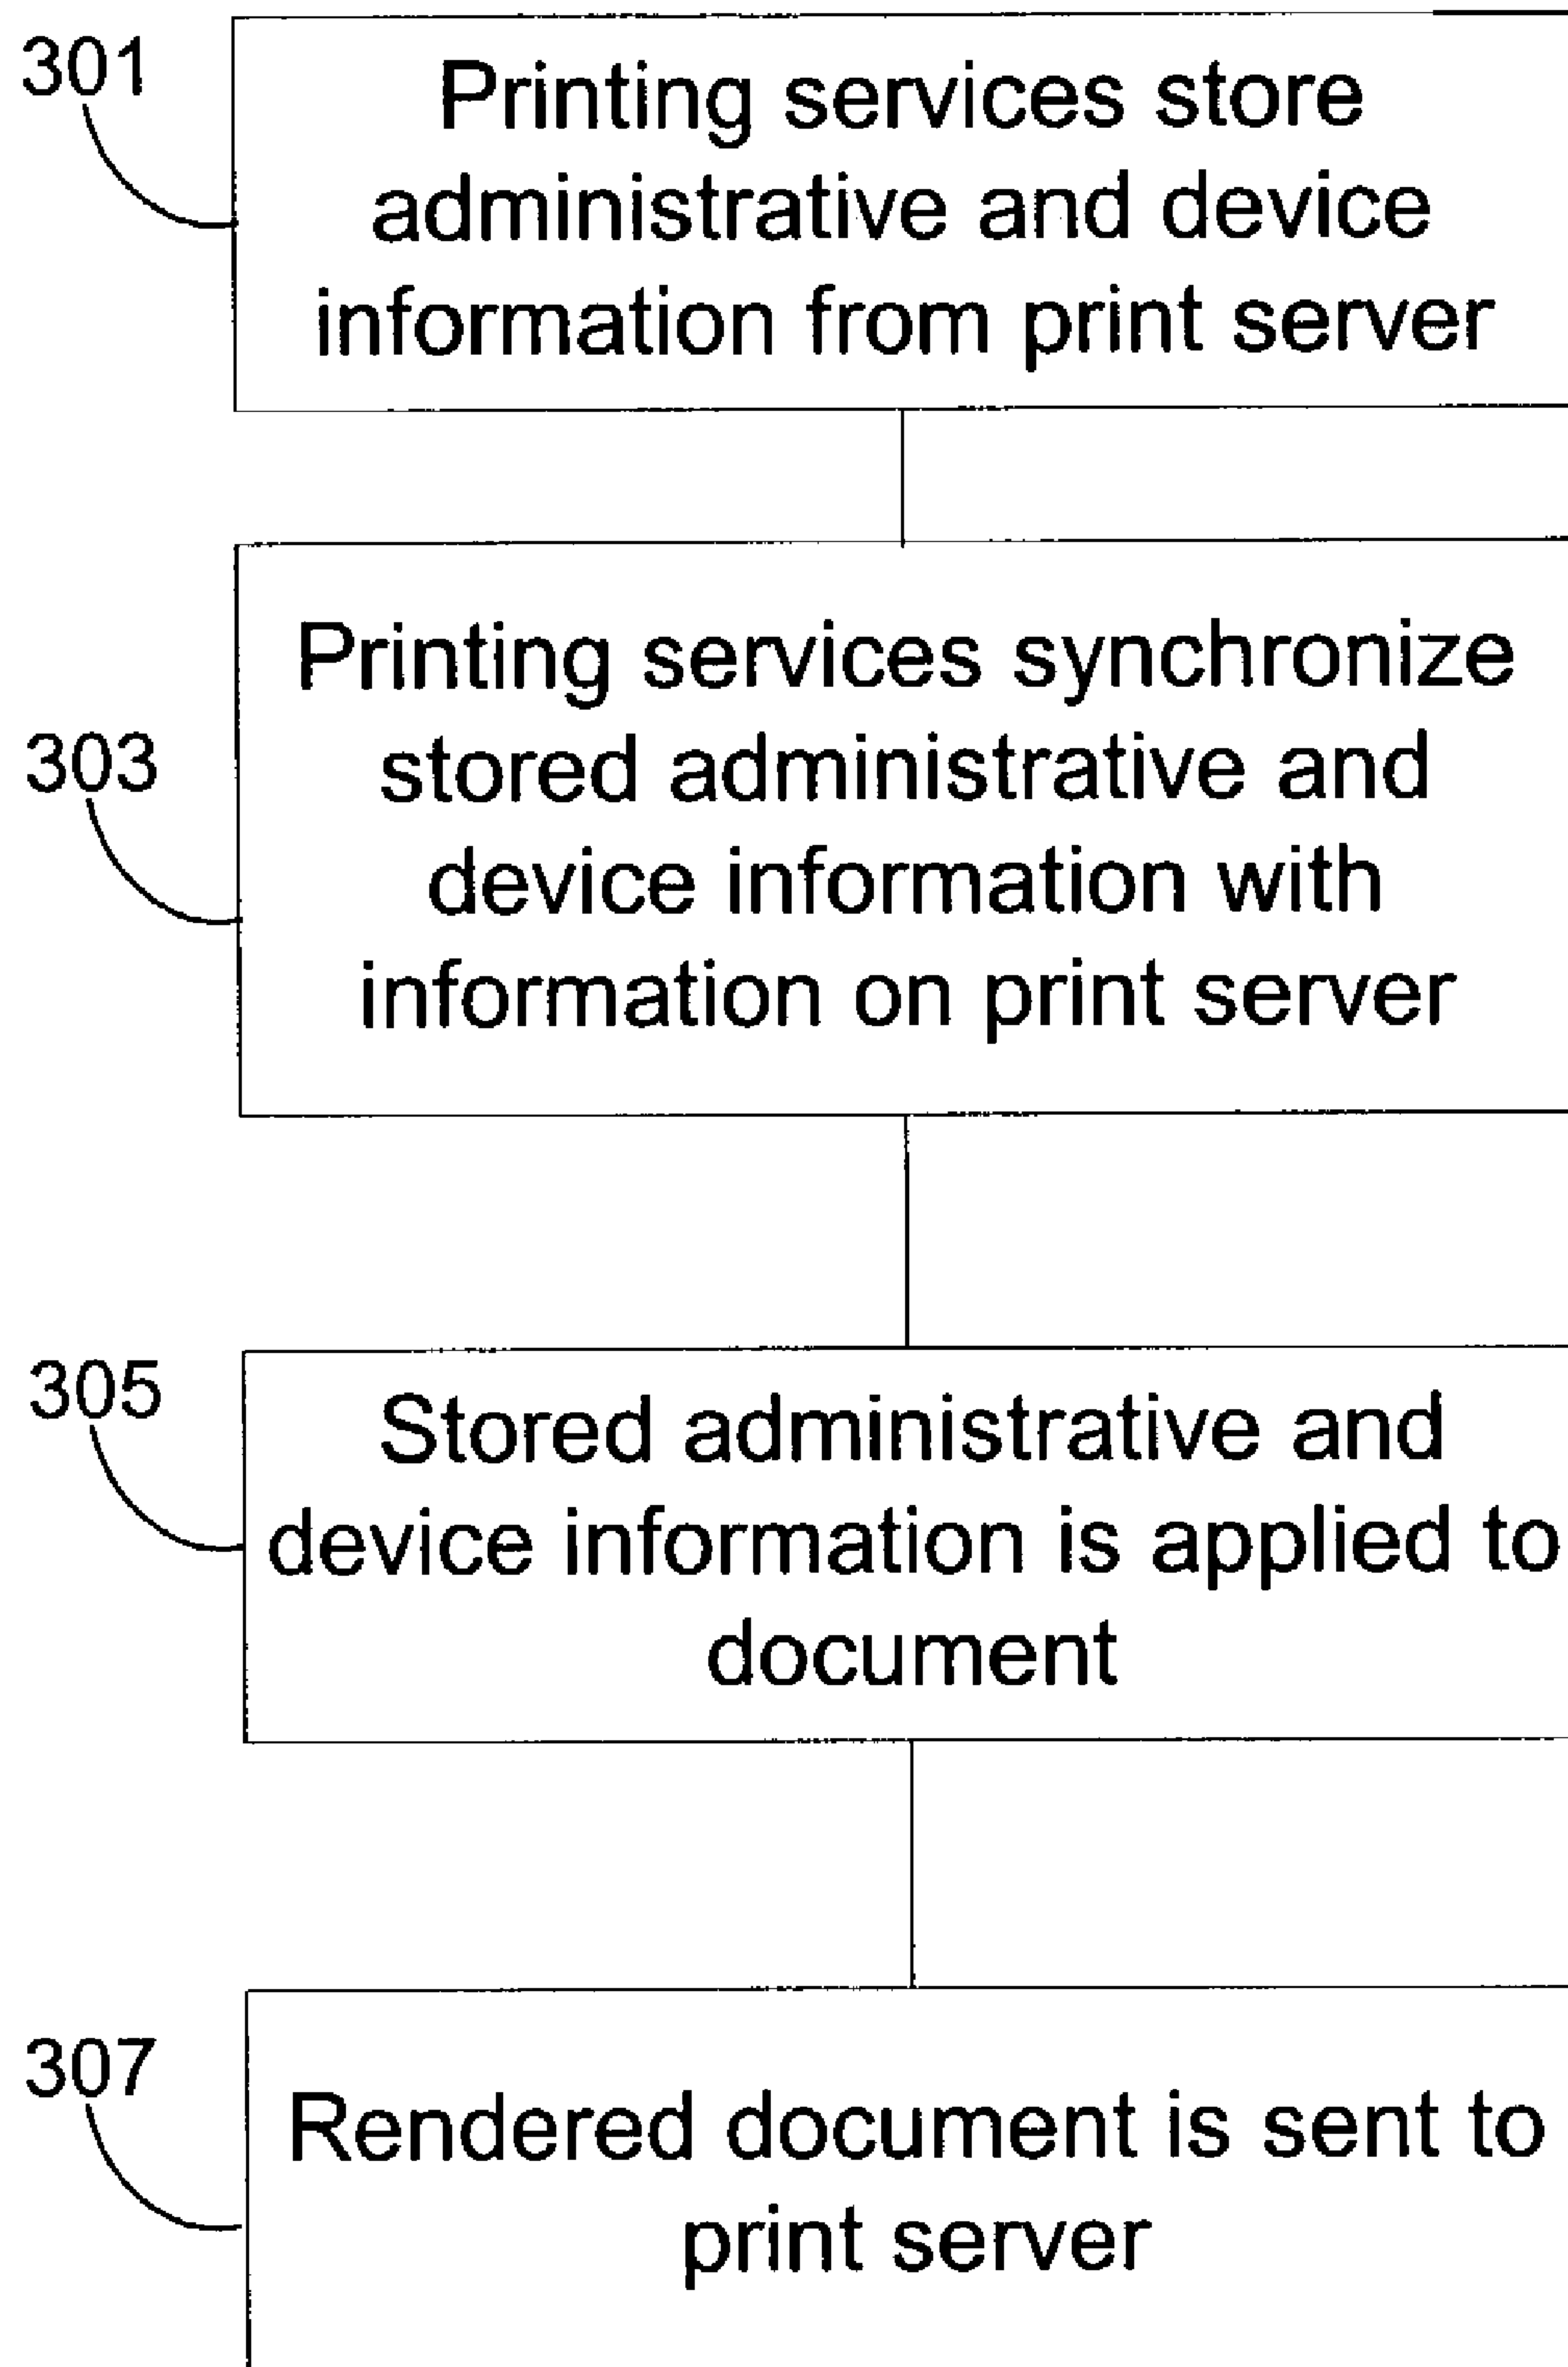 301
Printing services store
administrative and device
information from print server
303
Printing services synchronize
stored administrative and
device information with
information on print server
305
Stored administrative and
device information is applied to
document
307
Rendered document is sent to
print server